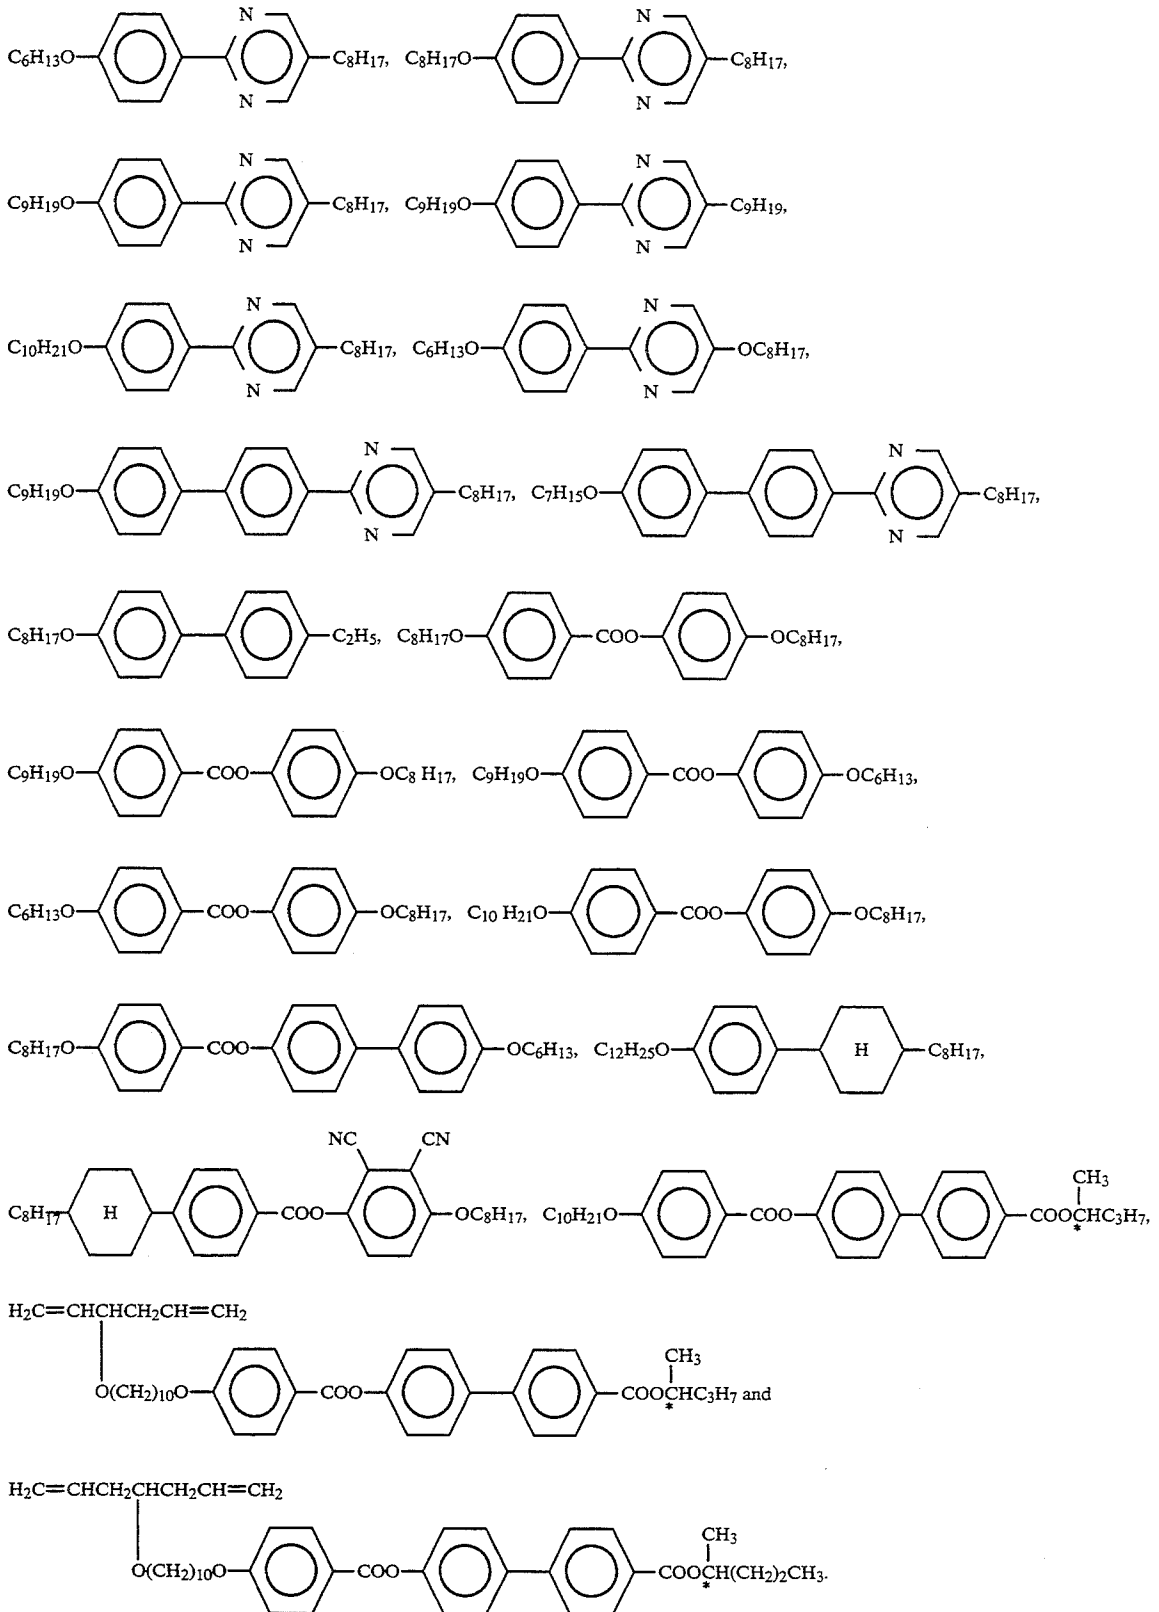 N N
C6H13O C8H17, C8H17O C8H17,
N N
N N
C9H19O C8H17, C9H19O C9H19,
N N
N N
C10H21O C8H17, C6H13O OC8H17,
N N
N N
C9H19O C8H17, C7H15O C8H17,
N N
C8H17O C2H5, C8H17O COO OC8H17,
C9H19O COO OC8 H17, C9H19O COO OC6H13,
C6H13O COO OC8H17, C10 H21O COO OC8H17,
C8H17O COO OC6H13, C12H25O H C8H17,
NC CN
CH3
C8H17 H COO OC8H17, C10H21O COO COOCHC3H7,
*
H2C=CHCHCH2CH=CH2
CH3
O(CH2)10O COO COOCHC3H7 and
*
H2C=CHCH2CHCH2CH=CH2
CH3
O(CH2)10O COO COOCH(CH2)2CH3.
*